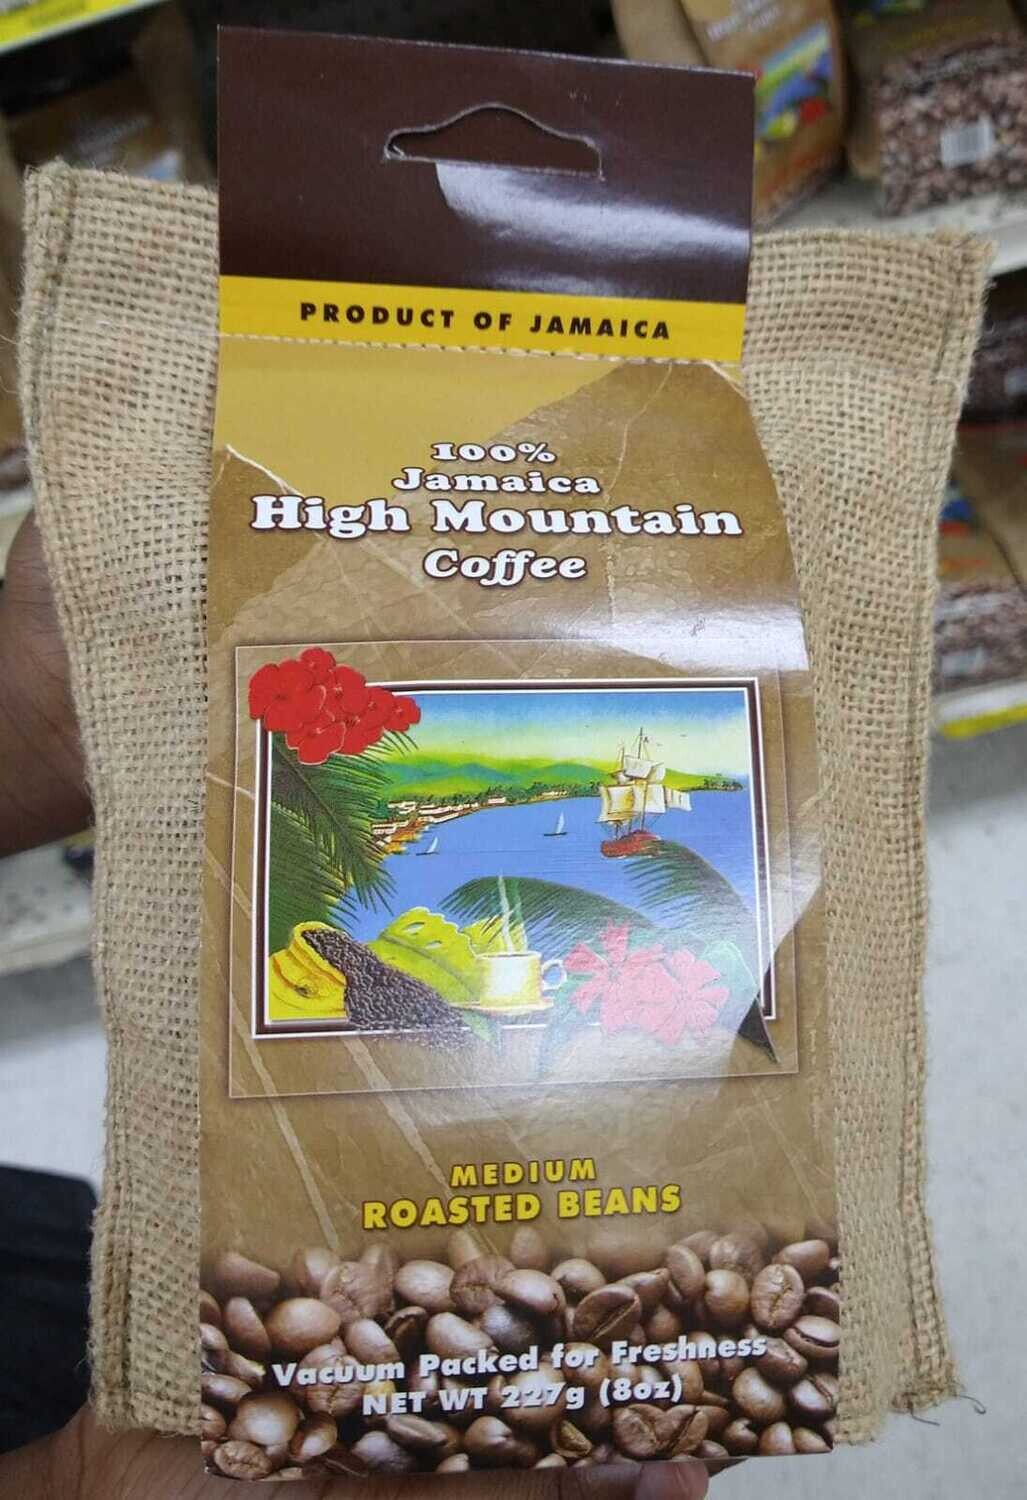 PRODUCT OF JAMAICA
100%
Jamaica
High Mountain
Coffee
MEDIUM
ROASTED BEANS
Vacuum Packed for Freshness
NET WT 227g (8oz)